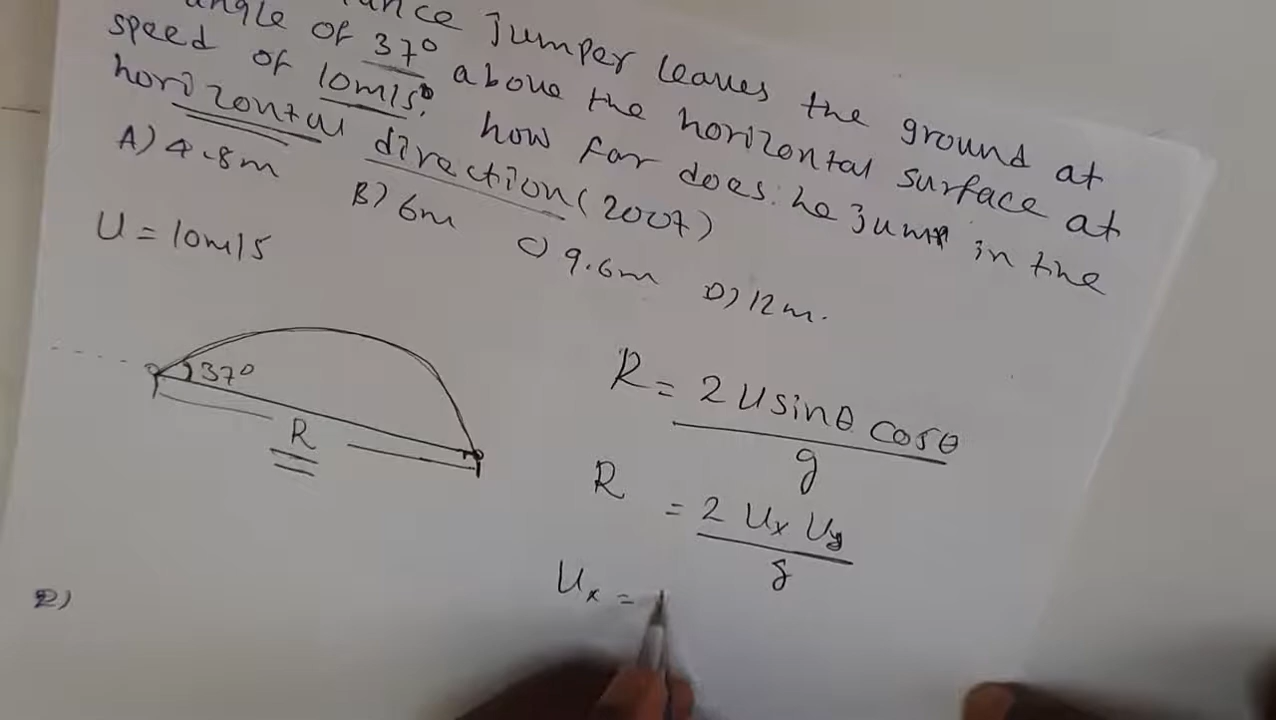 angle of 37° Jumper leaves the ground at
speed of 10m/s. above the horizontal surface at
horizontal direction (2007) how far does he Jump in the
A) 4.8m B) 6m C) 9.6m D) 12m.
U = 10m/s
37°
R
R = 2 U sinθ cosθ / g
R = 2 Ux Uy / g
Ux =
2)